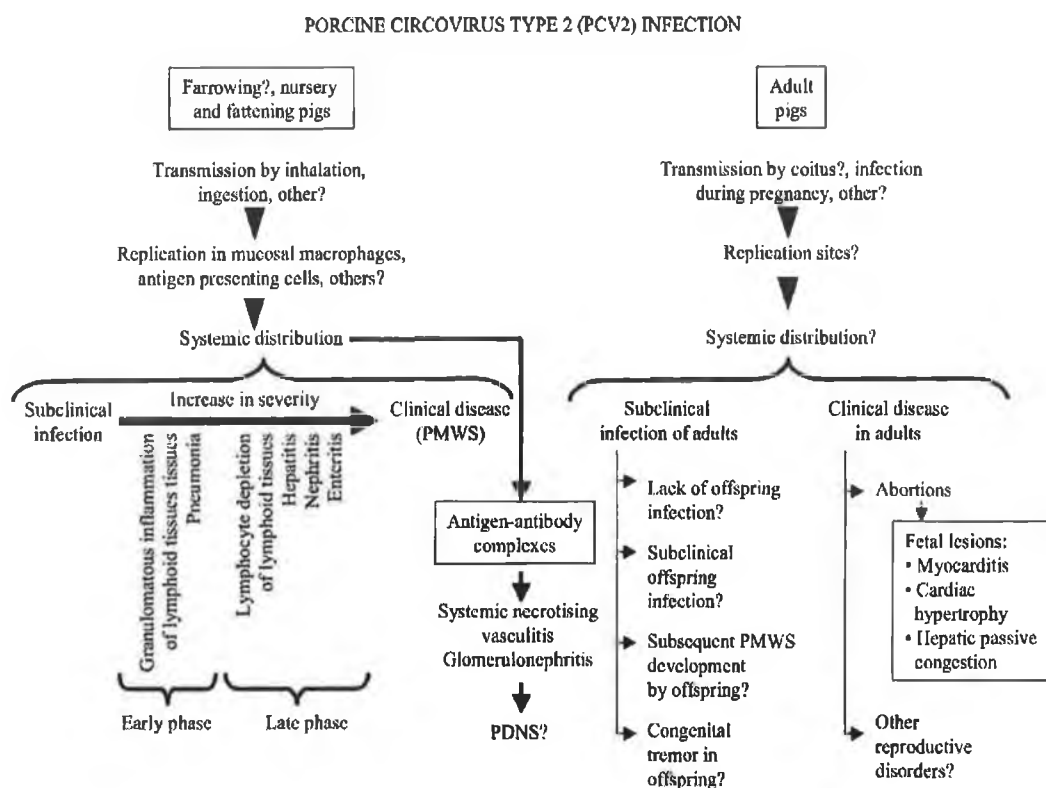 PORCINE CIRCOVIRUS TYPE 2 (PCV2) INFECTION
Farrowing?, nursery
and fattening pigs
Transmission by inhalation,
ingestion, other?
Replication in mucosal macrophages,
antigen presenting cells, others?
Systemic distribution
Increase in severity
Subclinical
infection
Clinical disease
(PMWS)
Granulomatous inflammation
of lymphoid tissues tissues
Pneumonia
Lymphocyte depletion
of lymphoid tissues
Hepatitis
Nephritis
Enteritis
Early phase
Late phase
Antigen-antibody
complexes
Systemic necrotising
vasculitis
Glomerulonephritis
PDNS?
Adult
pigs
Transmission by coitus?, infection
during pregnancy, other?
Replication sites?
Systemic distribution?
Subclinical
infection of adults
Lack of offspring
infection?
Subclinical
offspring
infection?
Subsequent PMWS
development
by offspring?
Congenital
tremor in
offspring?
Clinical disease
in adults
Abortions
Fetal lesions:
• Myocarditis
• Cardiac
hypertrophy
• Hepatic passive
congestion
Other
reproductive
disorders?